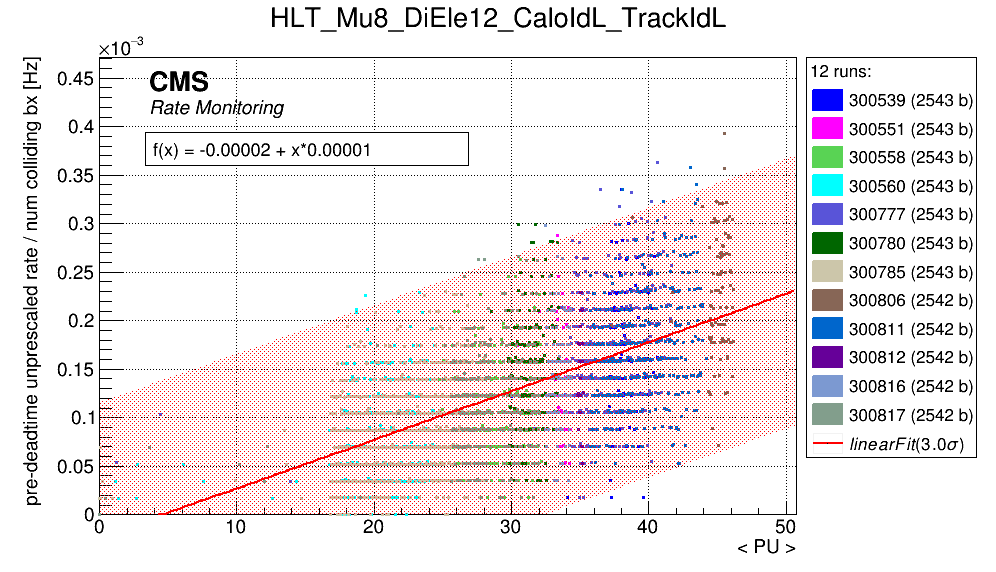 HLT_Mu8_DiEle12_CaloIdL_TrackIdL
×10⁻³
CMS
Rate Monitoring
f(x) = -0.00002 + x*0.00001
pre-deadtime unprescaled rate / num colliding bx [Hz]
0.45
0.4
0.35
0.3
0.25
0.2
0.15
0.1
0.05
0
0 10 20 30 40 50
< PU >
12 runs:
300539 (2543 b)
300551 (2543 b)
300558 (2543 b)
300560 (2543 b)
300777 (2543 b)
300780 (2543 b)
300785 (2543 b)
300806 (2542 b)
300811 (2542 b)
300812 (2542 b)
300816 (2542 b)
300817 (2542 b)
linearFit(3.0σ)